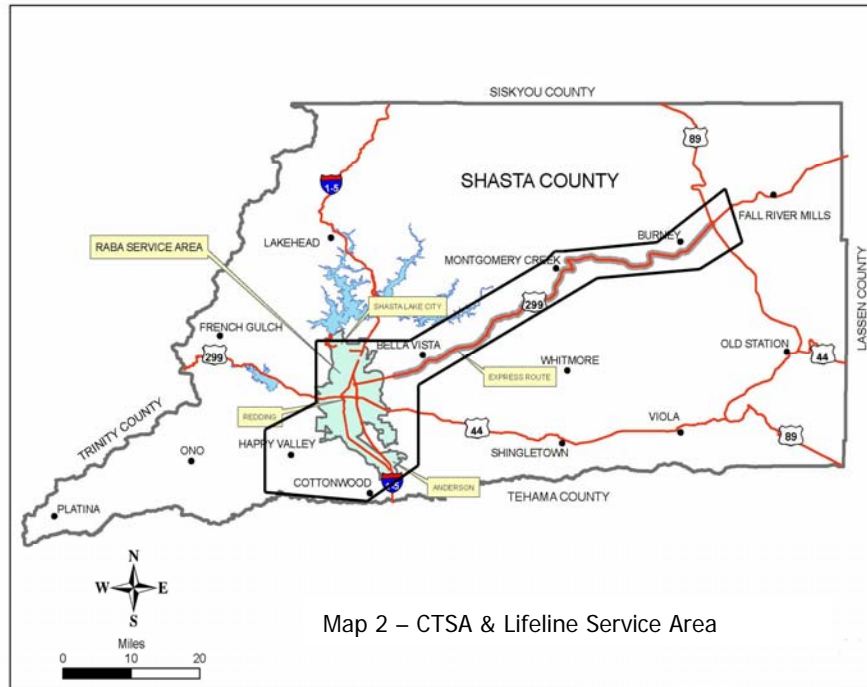 SISKIYOU COUNTY
89
I-5
SHASTA COUNTY
FALL RIVER MILLS
LAKEHEAD
BURNEY
RABA SERVICE AREA
MONTGOMERY CREEK
LASSEN COUNTY
299
SHASTA LAKE CITY
FRENCH GULCH
299
BELLA VISTA
OLD STATION
44
WHITMORE
EXPRESS ROUTE
TRINITY COUNTY
REDDING
VIOLA
44
89
ONO
HAPPY VALLEY
SHINGLETOWN
COTTONWOOD
I-5
ANDERSON
TEHAMA COUNTY
PLATINA
N
W E
S
Map 2 – CTSA & Lifeline Service Area
Miles
0 10 20